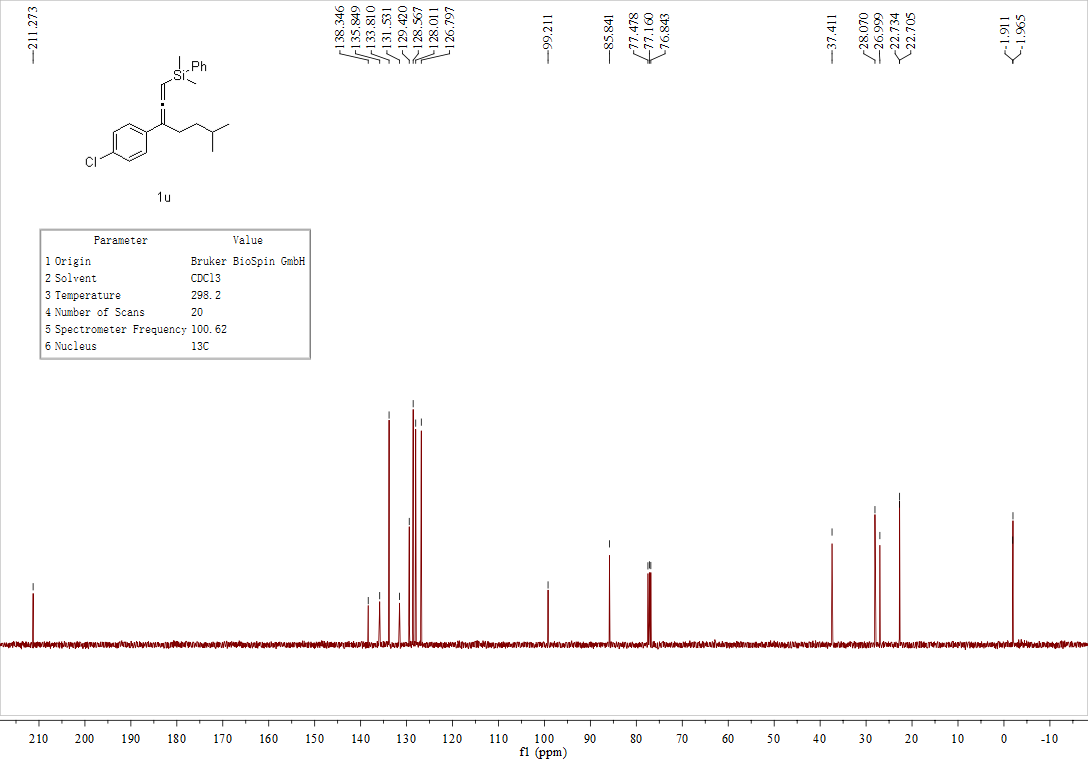 211.273
138.346
135.849
133.810
131.531
129.420
128.567
128.011
126.797
99.211
85.841
77.478
77.160
76.843
37.411
28.070
26.999
22.734
22.705
-1.911
-1.965
Si Ph
Cl
1u
Parameter Value
1 Origin Bruker BioSpin GmbH
2 Solvent CDCl3
3 Temperature 298.2
4 Number of Scans 20
5 Spectrometer Frequency 100.62
6 Nucleus 13C
210 200 190 180 170 160 150 140 130 120 110 100 90 80 70 60 50 40 30 20 10 0 -10
f1 (ppm)